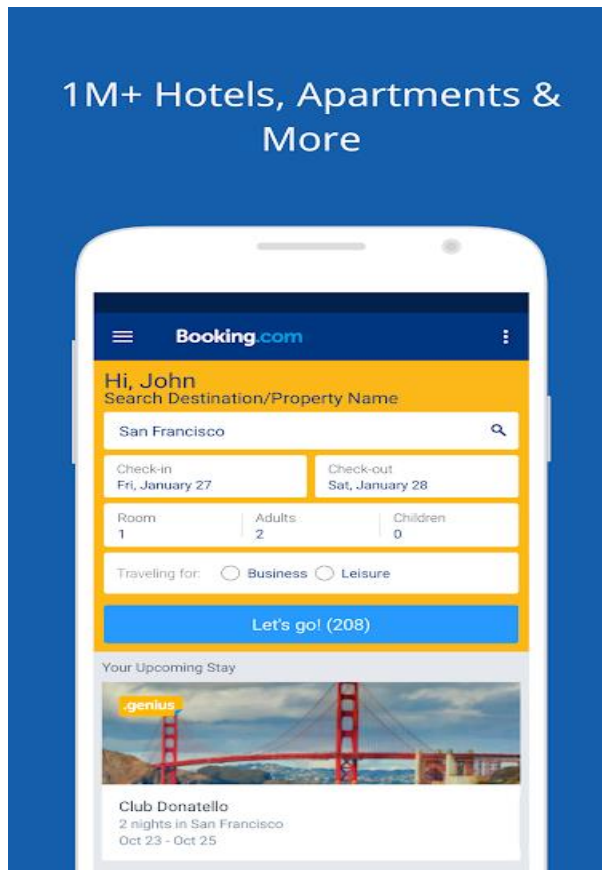 1M+ Hotels, Apartments &
More
Booking.com
Hi, John
Search Destination/Property Name
San Francisco
Check-in
Fri, January 27
Check-out
Sat, January 28
Room
1
Adults
2
Children
0
Traveling for: Business Leisure
Let's go! (208)
Your Upcoming Stay
.genius
Club Donatello
2 nights in San Francisco
Oct 23 - Oct 25